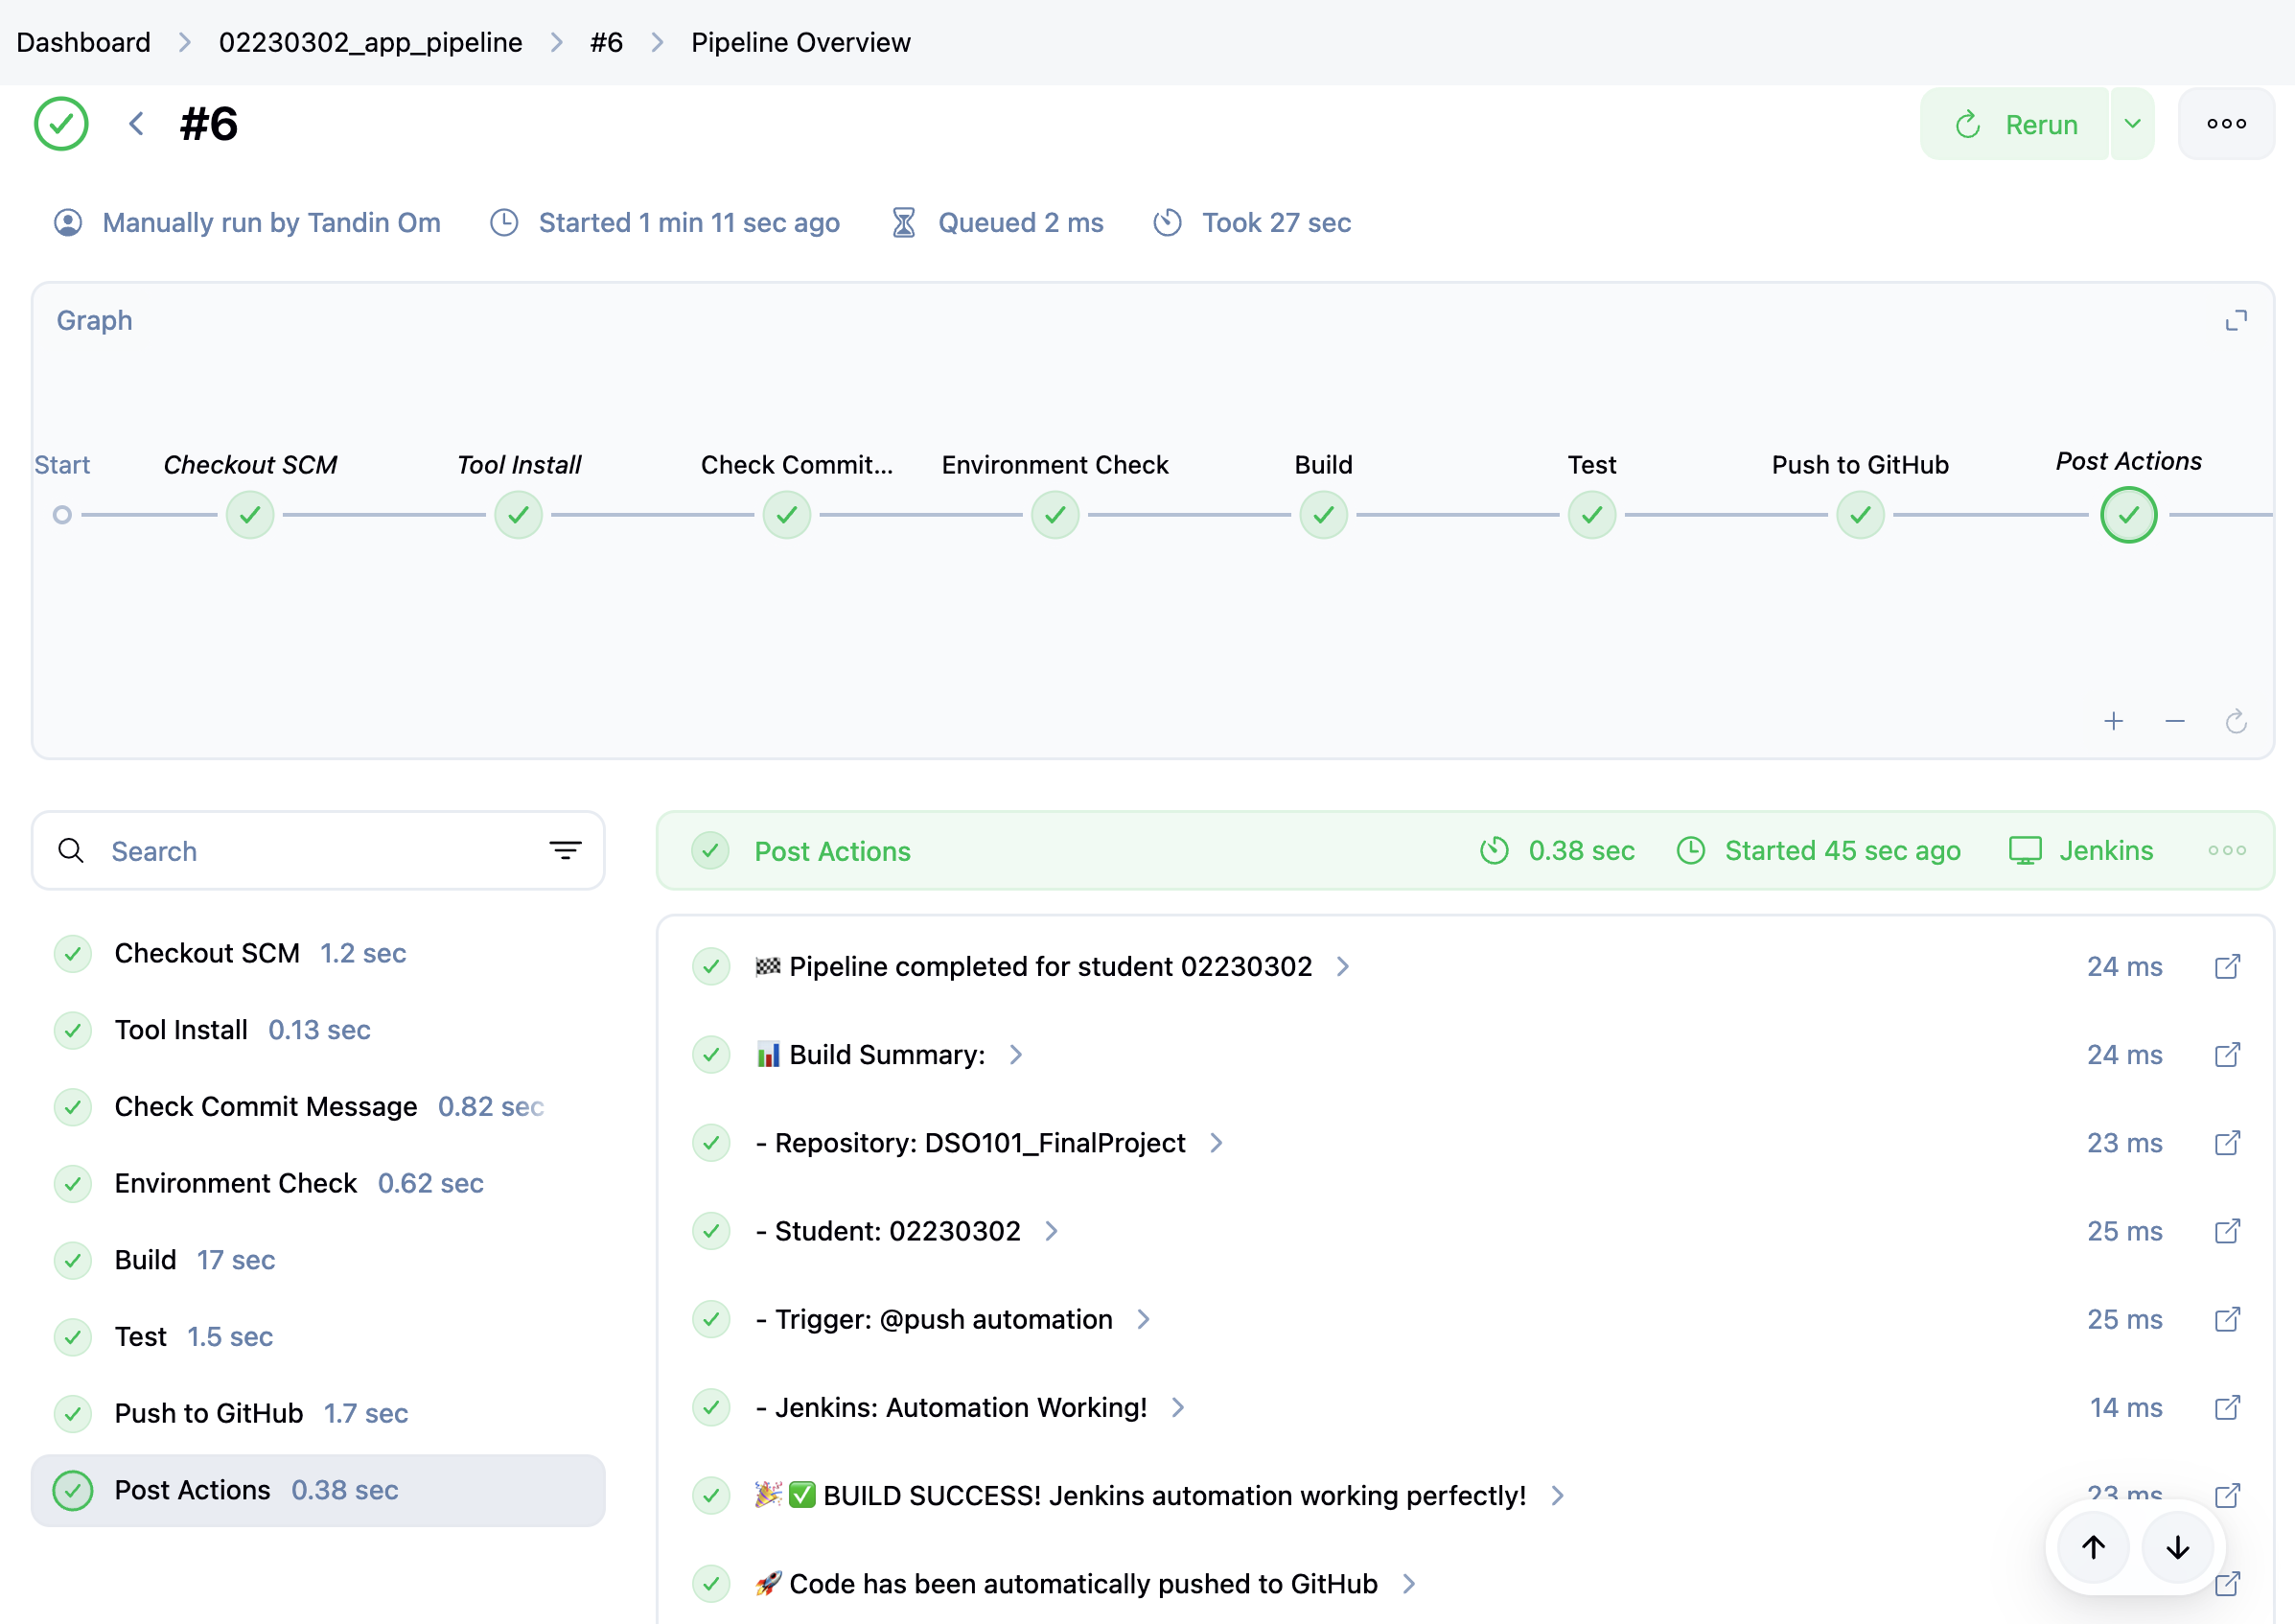 Dashboard > 02230302_app_pipeline > #6 > Pipeline Overview
#6
Rerun
Manually run by Tandin Om Started 1 min 11 sec ago Queued 2 ms Took 27 sec
Graph
Start Checkout SCM Tool Install Check Commit... Environment Check Build Test Push to GitHub Post Actions
Search
Checkout SCM 1.2 sec
Tool Install 0.13 sec
Check Commit Message 0.82 sec
Environment Check 0.62 sec
Build 17 sec
Test 1.5 sec
Push to GitHub 1.7 sec
Post Actions 0.38 sec
Post Actions 0.38 sec Started 45 sec ago Jenkins
🏁 Pipeline completed for student 02230302 24 ms
📊 Build Summary: 24 ms
- Repository: DSO101_FinalProject 23 ms
- Student: 02230302 25 ms
- Trigger: @push automation 25 ms
- Jenkins: Automation Working! 14 ms
🎉✅ BUILD SUCCESS! Jenkins automation working perfectly! 23 ms
🚀 Code has been automatically pushed to GitHub